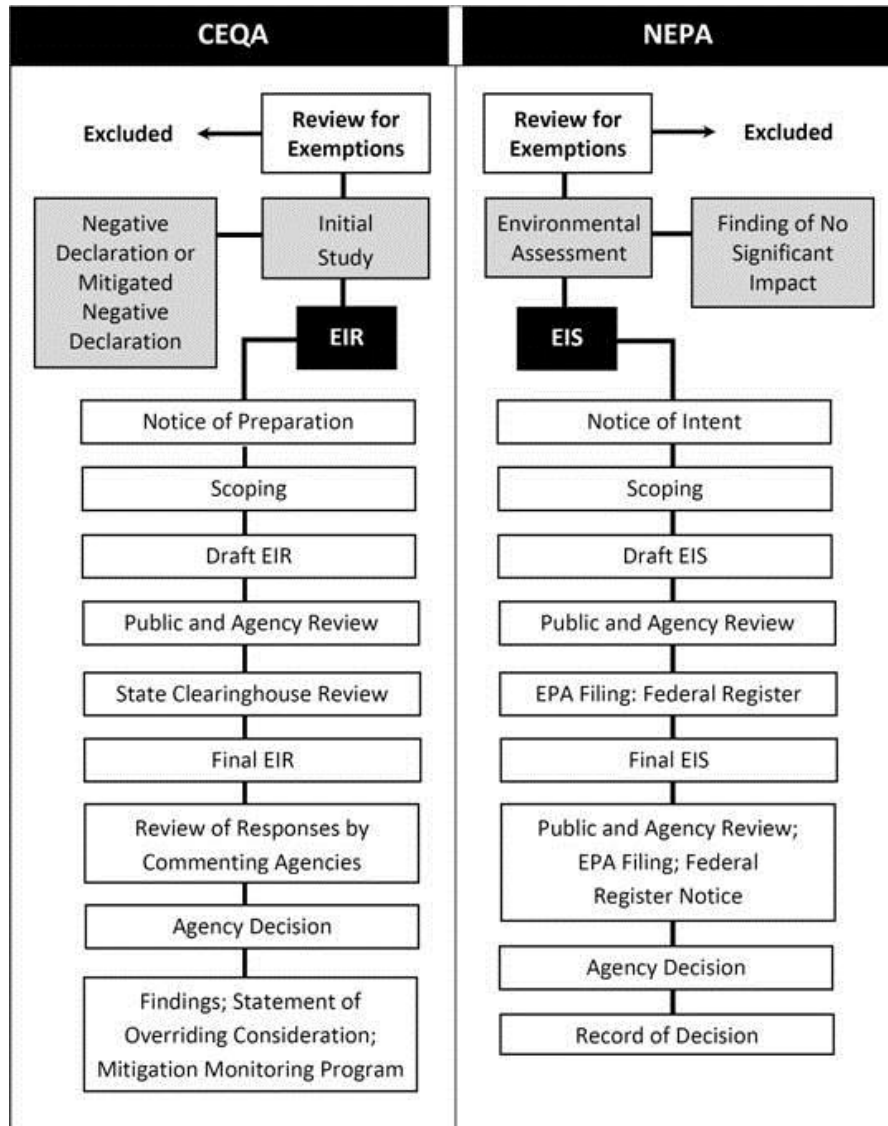 CEQA
Excluded
Review for
Exemptions
Negative
Declaration or
Mitigated
Negative
Declaration
Initial
Study
EIR
Notice of Preparation
Scoping
Draft EIR
Public and Agency Review
State Clearinghouse Review
Final EIR
Review of Responses by
Commenting Agencies
Agency Decision
Findings; Statement of
Overriding Consideration;
Mitigation Monitoring Program
NEPA
Review for
Exemptions
Excluded
Environmental
Assessment
Finding of No
Significant
Impact
EIS
Notice of Intent
Scoping
Draft EIS
Public and Agency Review
EPA Filing: Federal Register
Final EIS
Public and Agency Review;
EPA Filing; Federal
Register Notice
Agency Decision
Record of Decision